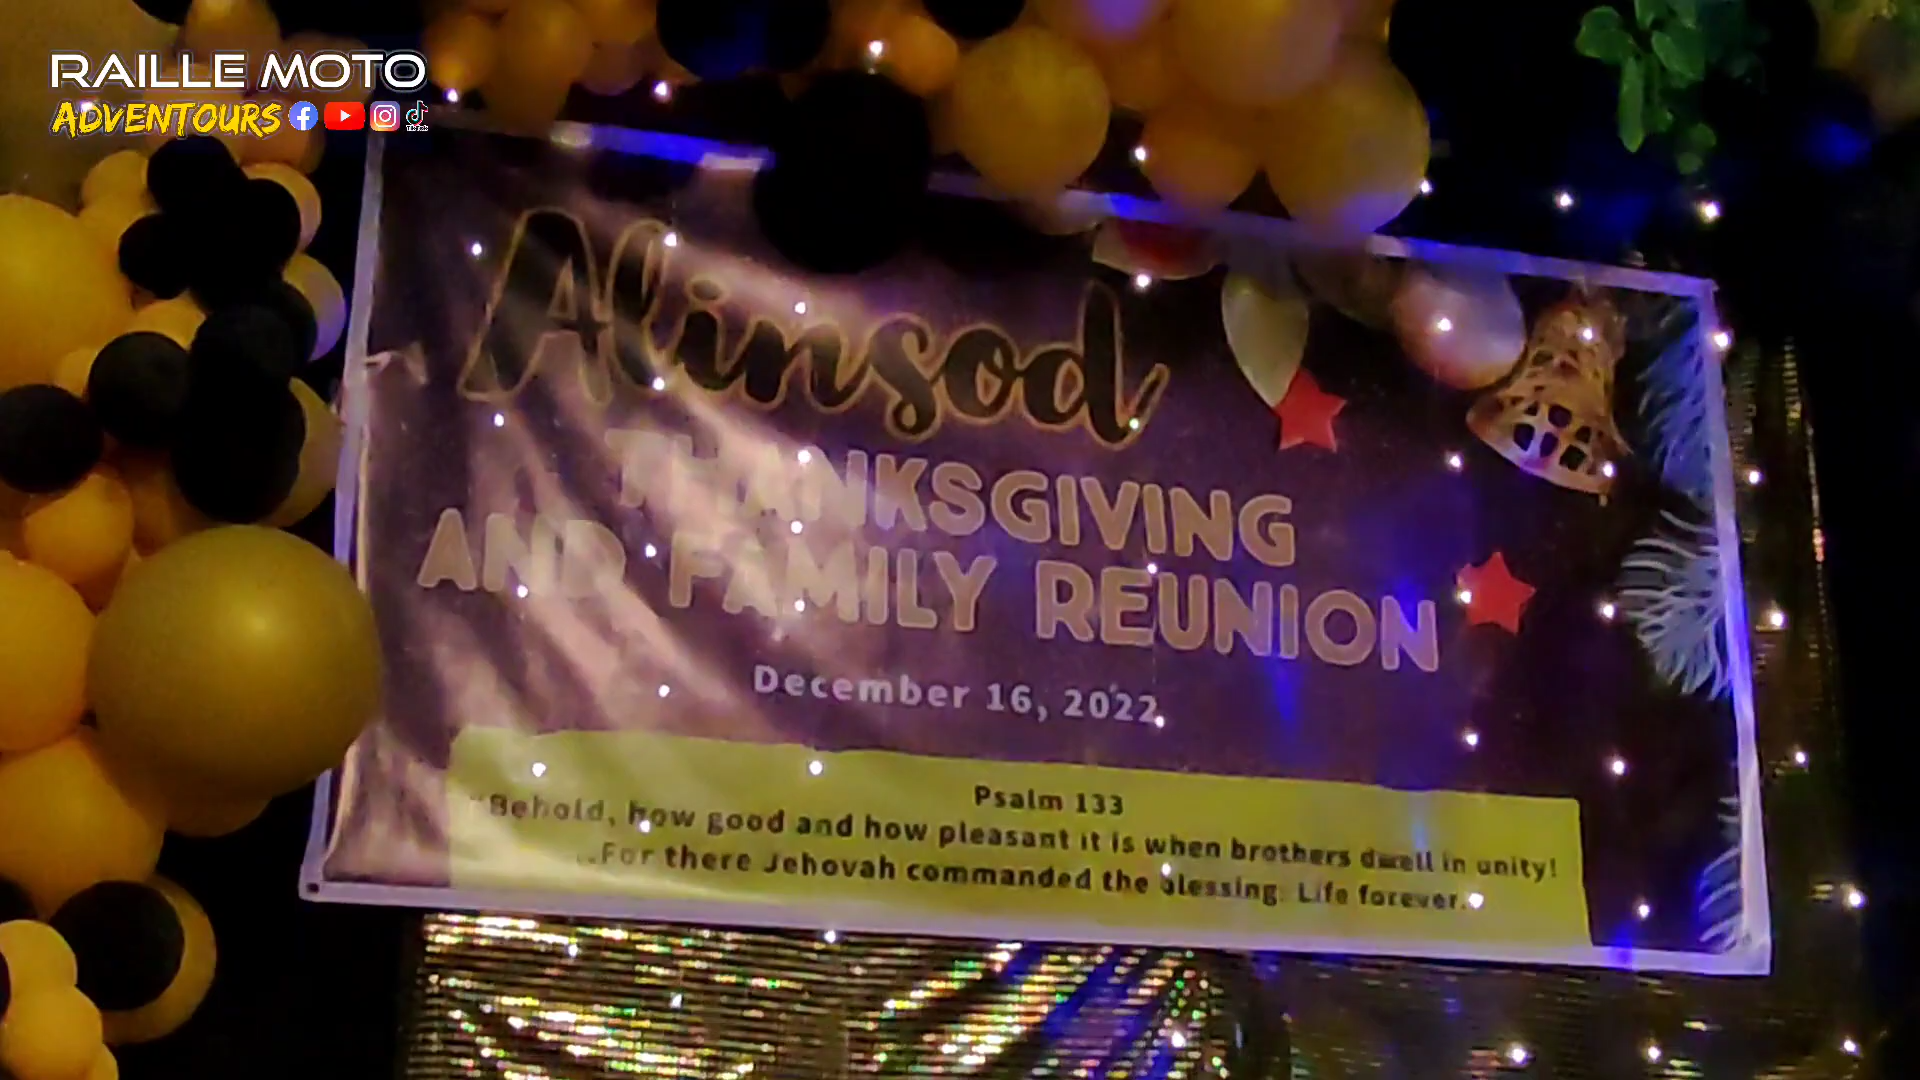 RAILLE MOTO
ADVENTOURS
Alinsod
THANKSGIVING
AND FAMILY REUNION
December 16, 2022
Psalm 133
"Behold, how good and how pleasant it is when brothers dwell in unity!
...For there Jehovah commanded the blessing: Life forever.